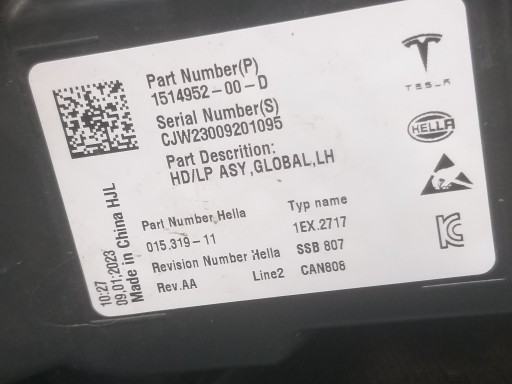 Part Number(P)
1514952-00-D
Serial Number(S)
CJW23009201095
Part Descrition:
HD/LP ASY,GLOBAL,LH
TESLA
HELLA
Part Number Hella
015.319-11
Revision Number Hella
Rev.AA
Line2
Typ name
1EX.2717
SSB 807
CAN806
10:27
09,01,2023
Made in China HJL